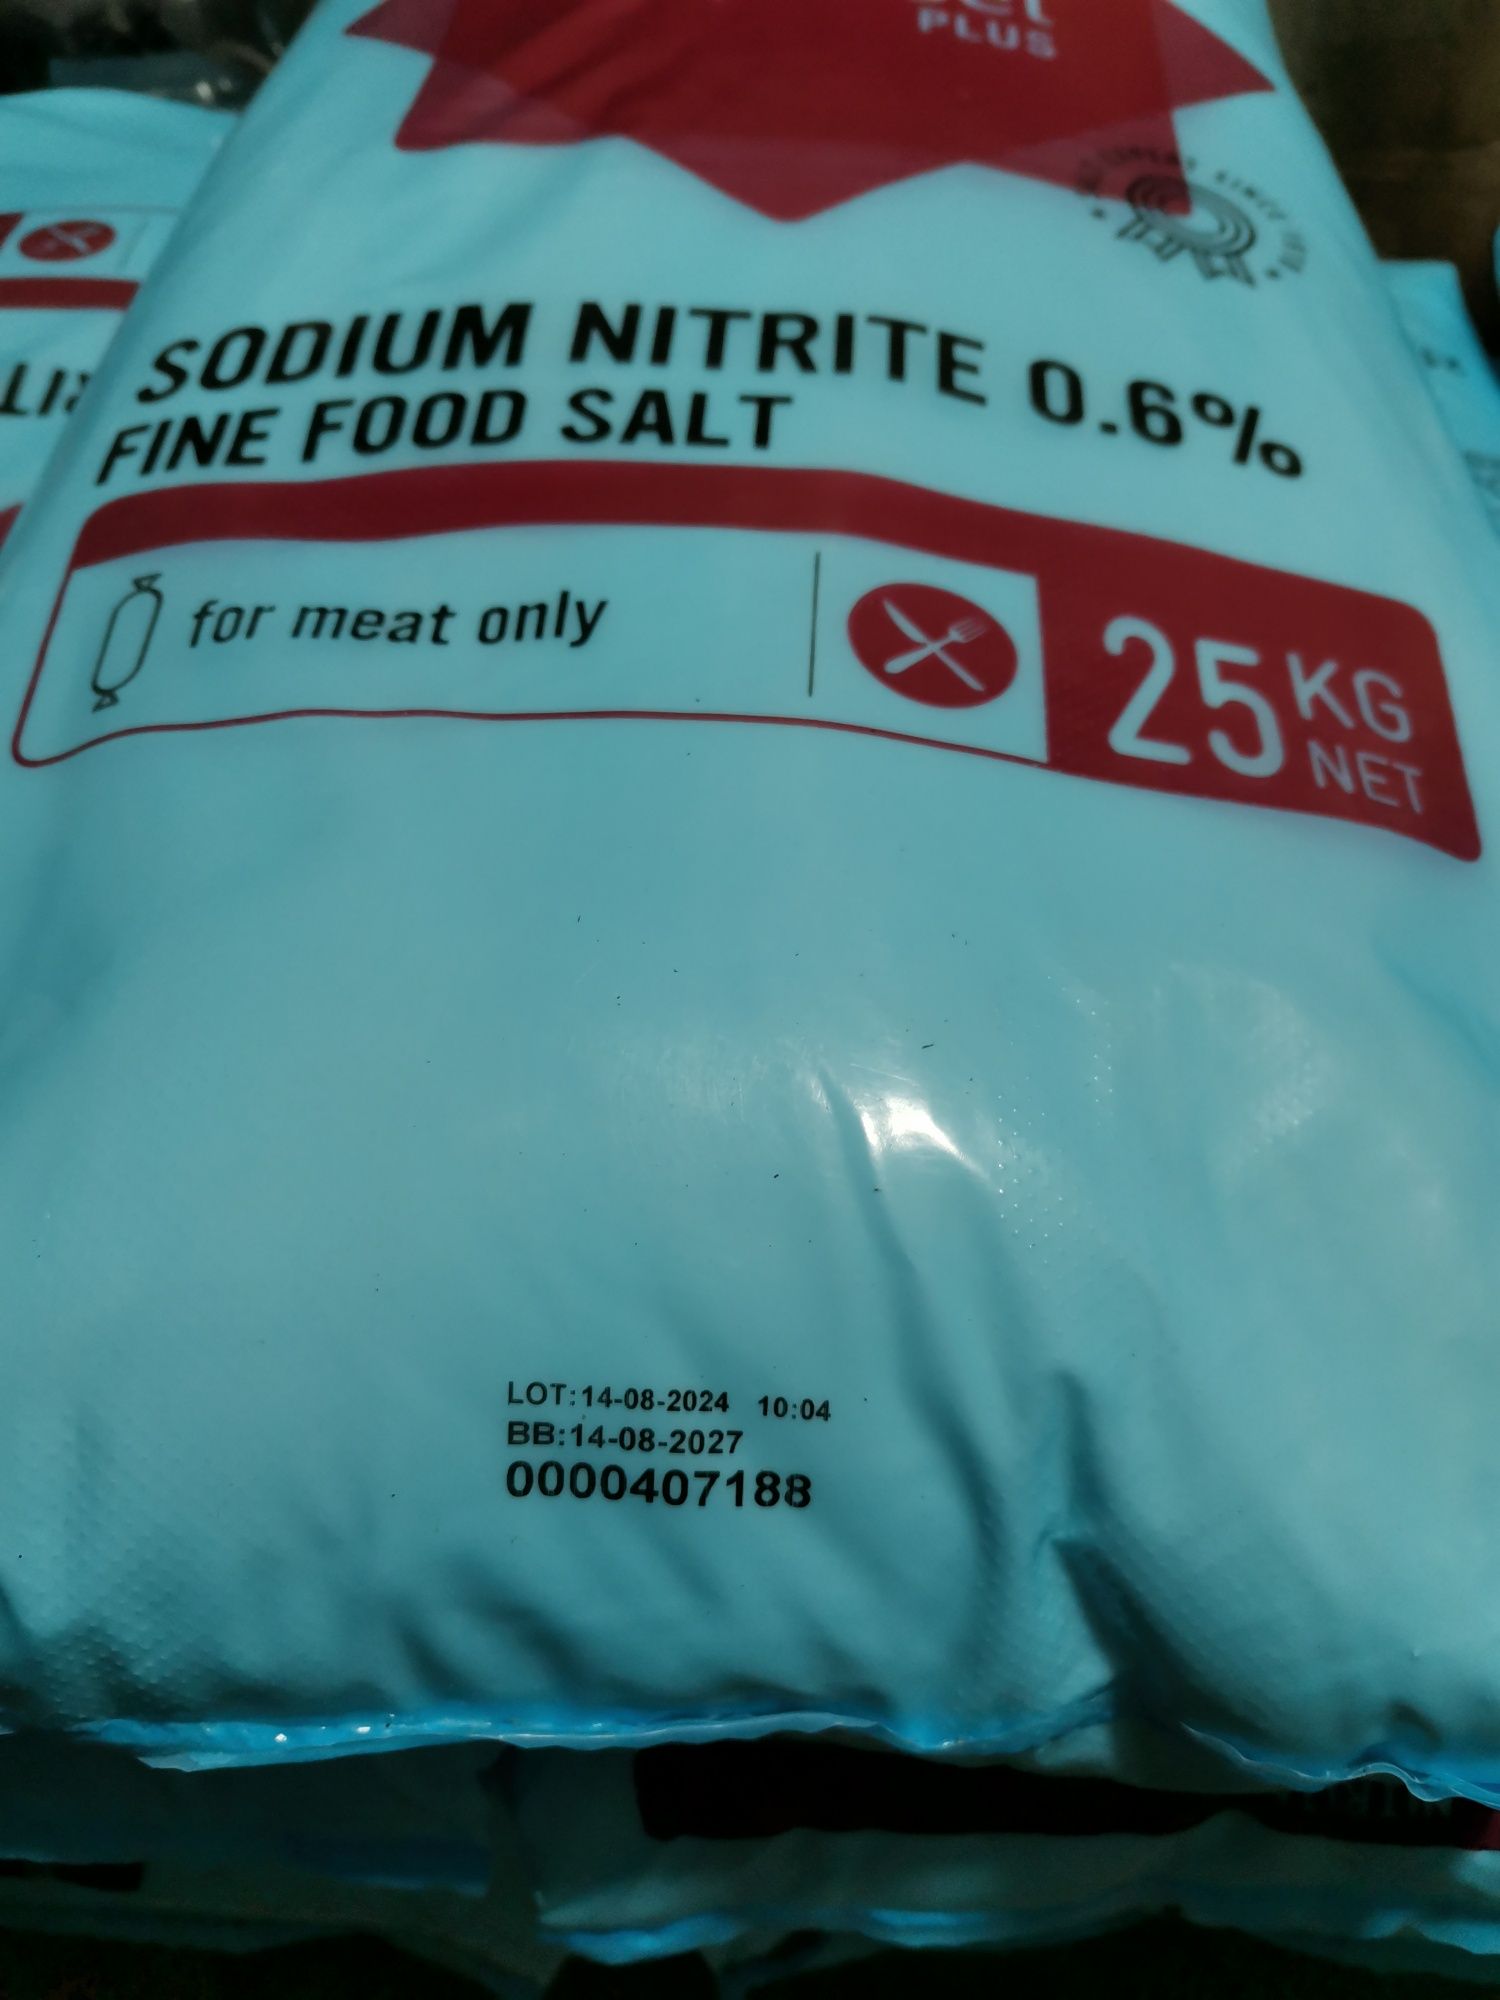 PLUS
SODIUM NITRITE 0.6%
FINE FOOD SALT
for meat only
25 KG
NET
LOT:14-08-2024 10:04
BB:14-08-2027
0000407188